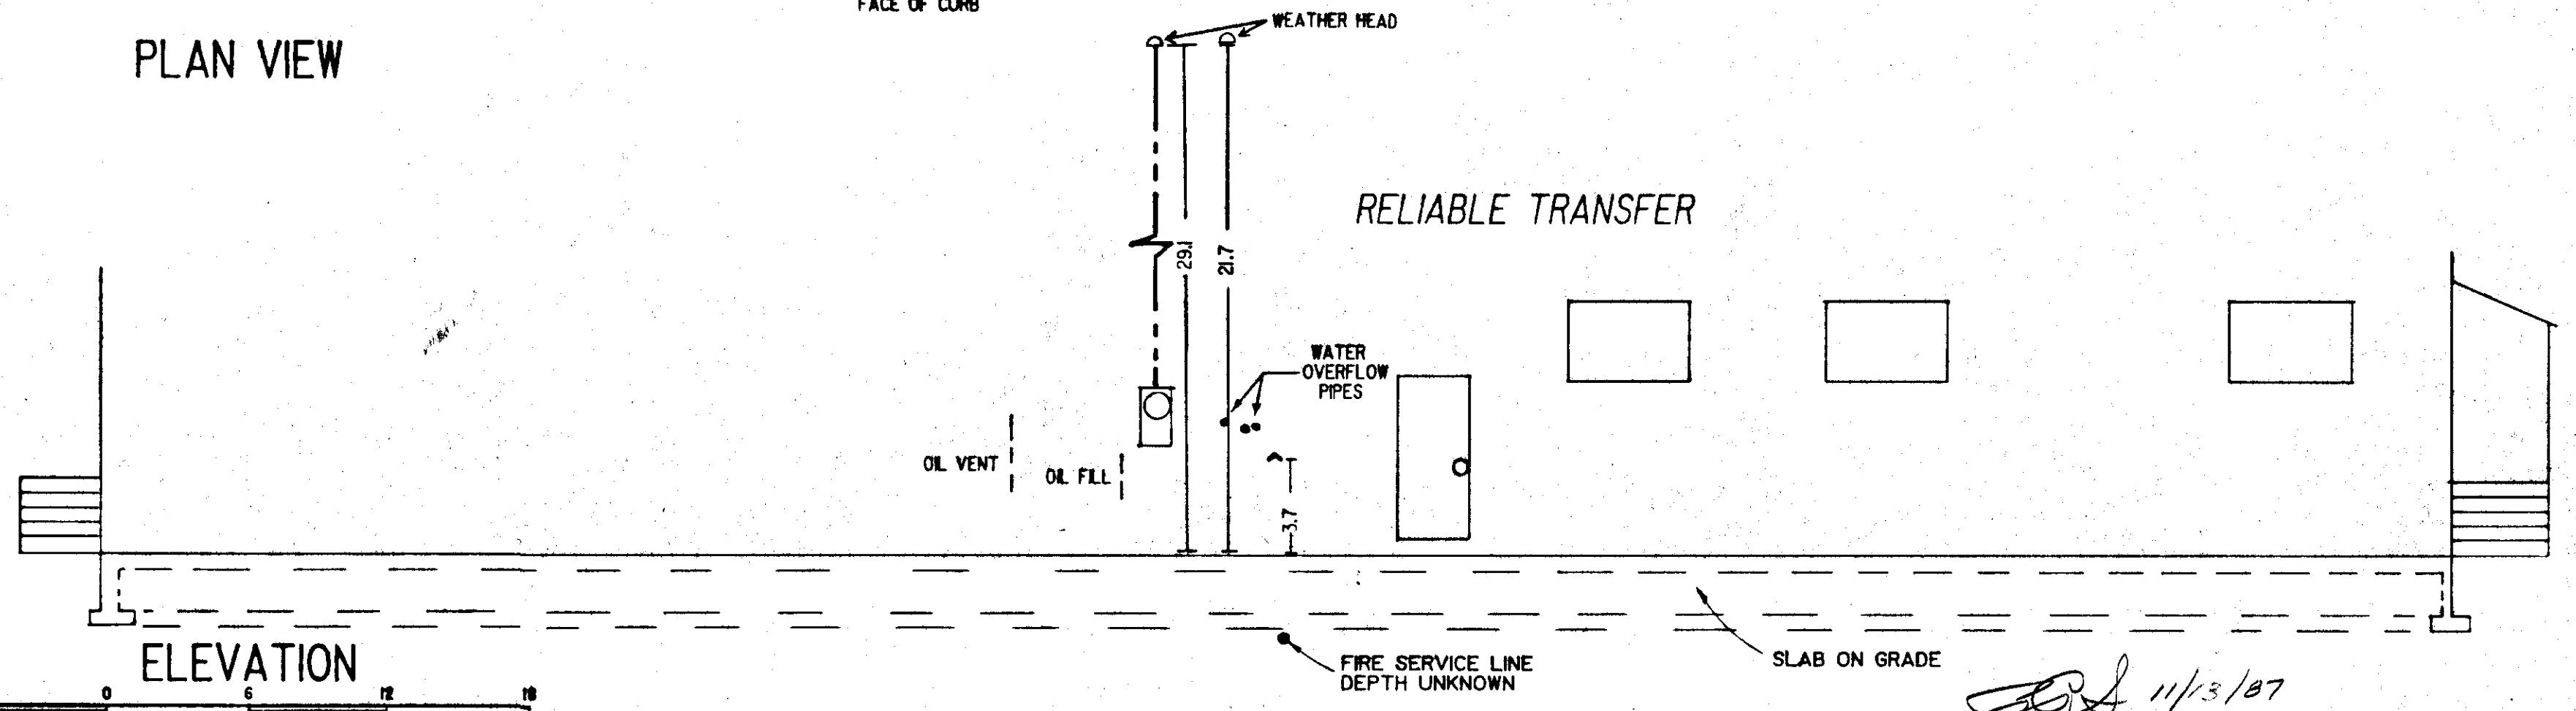 FACE OF CURB
WEATHER HEAD
PLAN VIEW
RELIABLE TRANSFER
29.1
21.7
WATER
OVERFLOW
PIPES
OIL VENT
OIL FILL
3.7
ELEVATION
FIRE SERVICE LINE
DEPTH UNKNOWN
SLAB ON GRADE
0 6 12 18
11/13/87